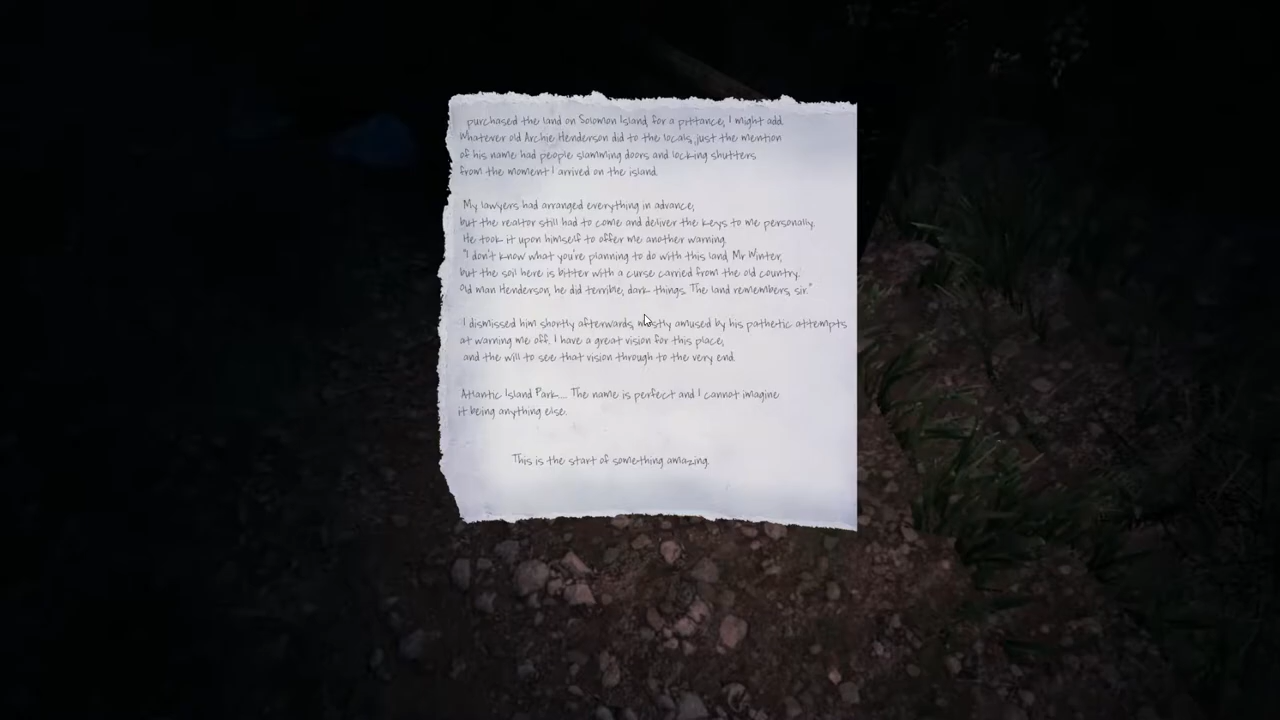 purchased the land on Solomon Island, for a pittance, I might add.
Whatever old Archie Henderson did to the locals, just the mention
of his name had people slamming doors and locking shutters
from the moment I arrived on the island.
My lawyers had arranged everything in advance,
but the realtor still had to come and deliver the keys to me personally.
He took it upon himself to offer me another warning.
"I don't know what you're planning to do with this land, Mr Winter,
but the soil here is bitter with a curse carried from the old country.
Old man Henderson, he did terrible, dark things. The land remembers, sir."
I dismissed him shortly afterwards, mostly amused by his pathetic attempts
at warning me off. I have a great vision for this place,
and the will to see that vision through to the very end.
Atlantic Island Park.... The name is perfect and I cannot imagine
it being anything else.
This is the start of something amazing.